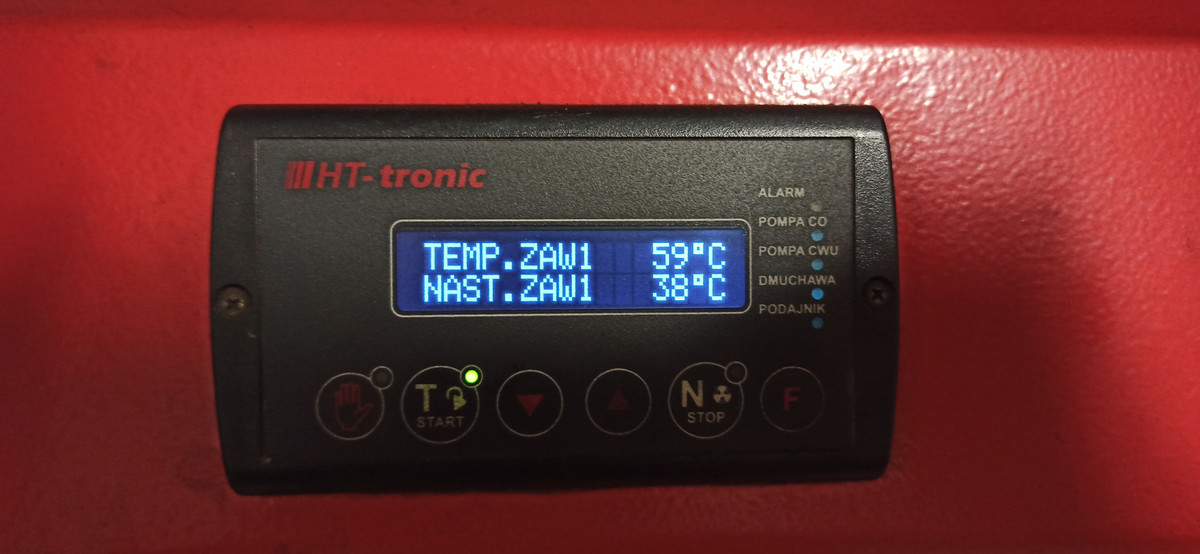 HT-tronic
ALARM
POMPA CO
POMPA CWU
DMUCHAWA
PODAJNIK
TEMP.ZAW1 59°C
NAST.ZAW1 38°C
T
START
N
STOP
F